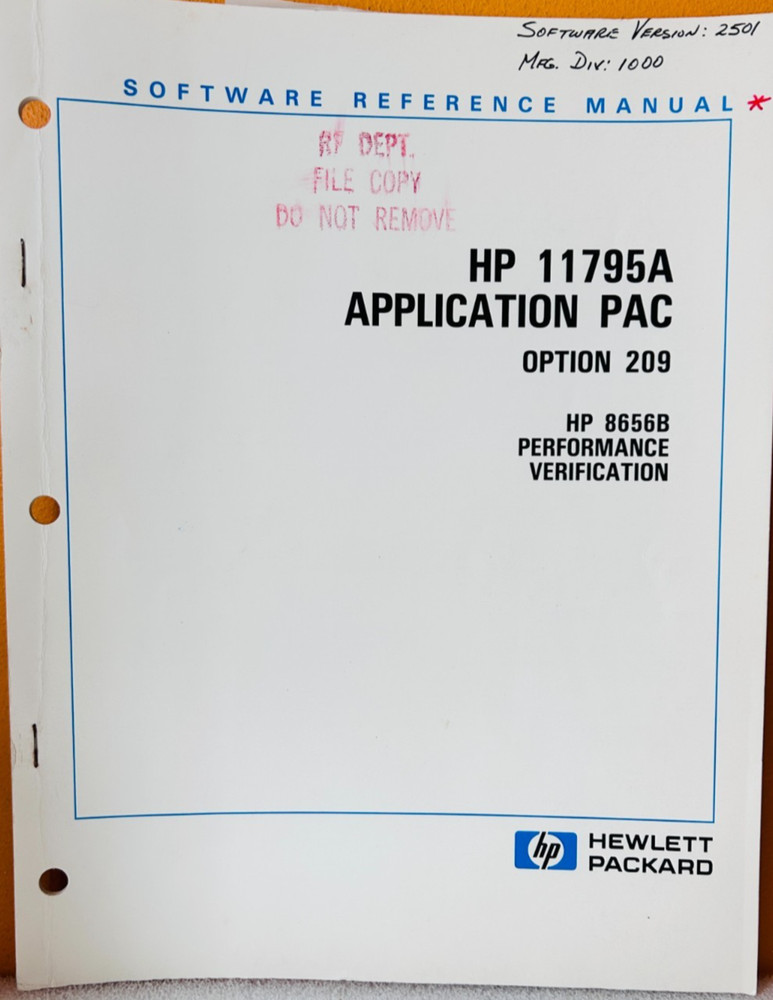 SOFTWARE VERSION: 2501
MFG. DIV: 1000
SOFTWARE REFERENCE MANUAL *
RF DEPT.
FILE COPY
DO NOT REMOVE
HP 11795A
APPLICATION PAC
OPTION 209
HP 8656B
PERFORMANCE
VERIFICATION
hp HEWLETT
PACKARD